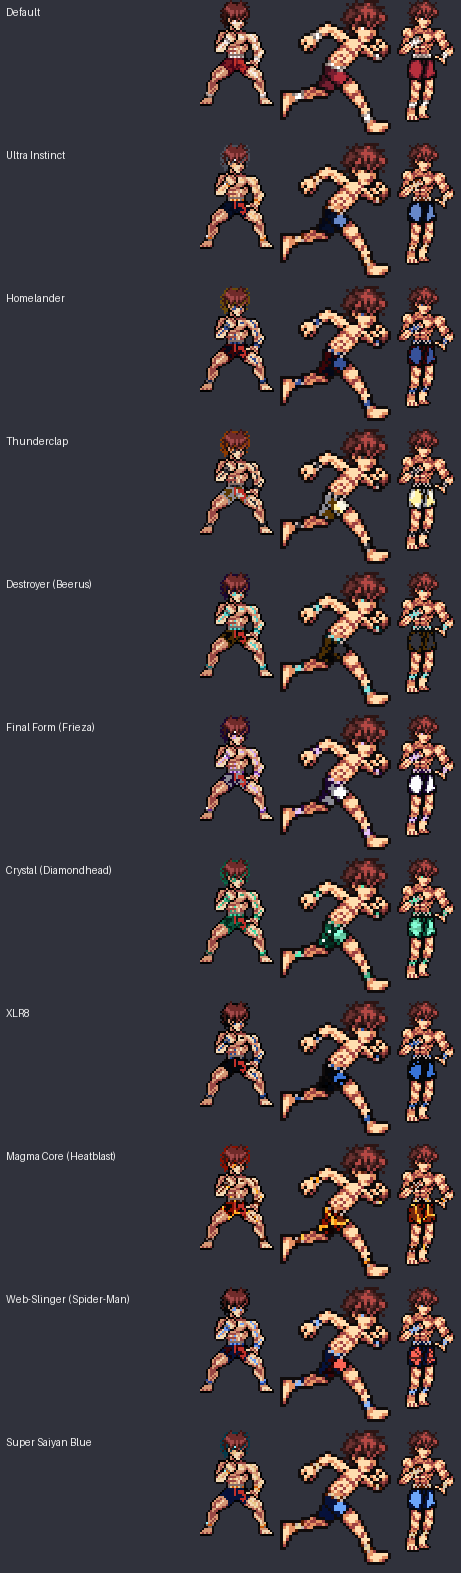 Default
Ultra Instinct
Homelander
Thunderclap
Destroyer (Beerus)
Final Form (Frieza)
Crystal (Diamondhead)
XLR8
Magma Core (Heatblast)
Web-Slinger (Spider-Man)
Super Saiyan Blue